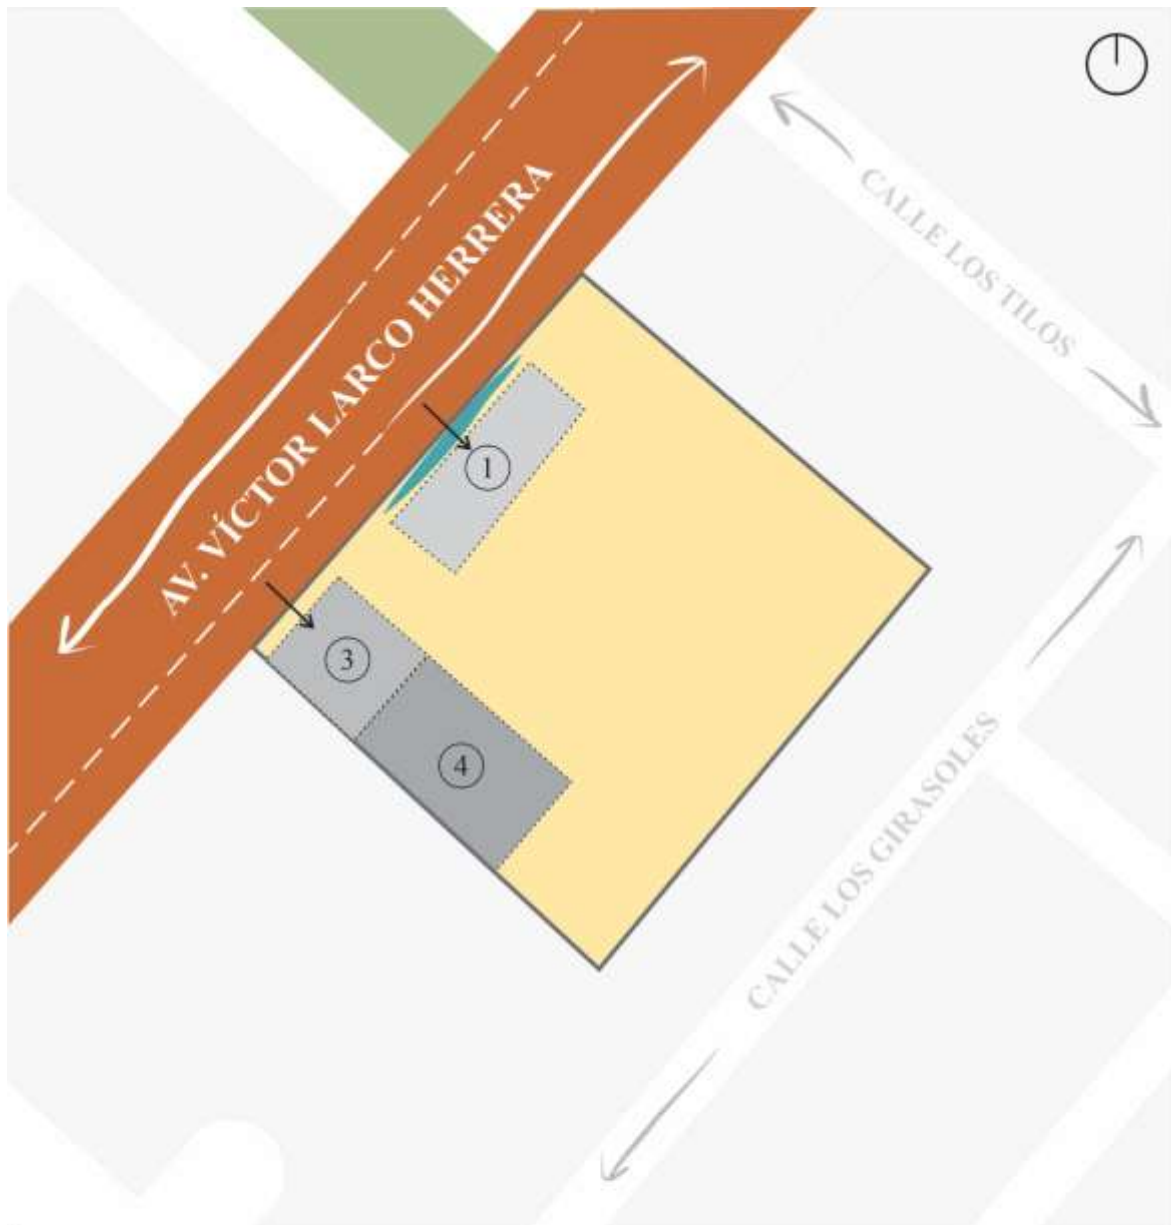 CALLE LOS TILOS
AV. VÍCTOR LARCO HERRERA
1
3
4
CALLE LOS GIRASOLES